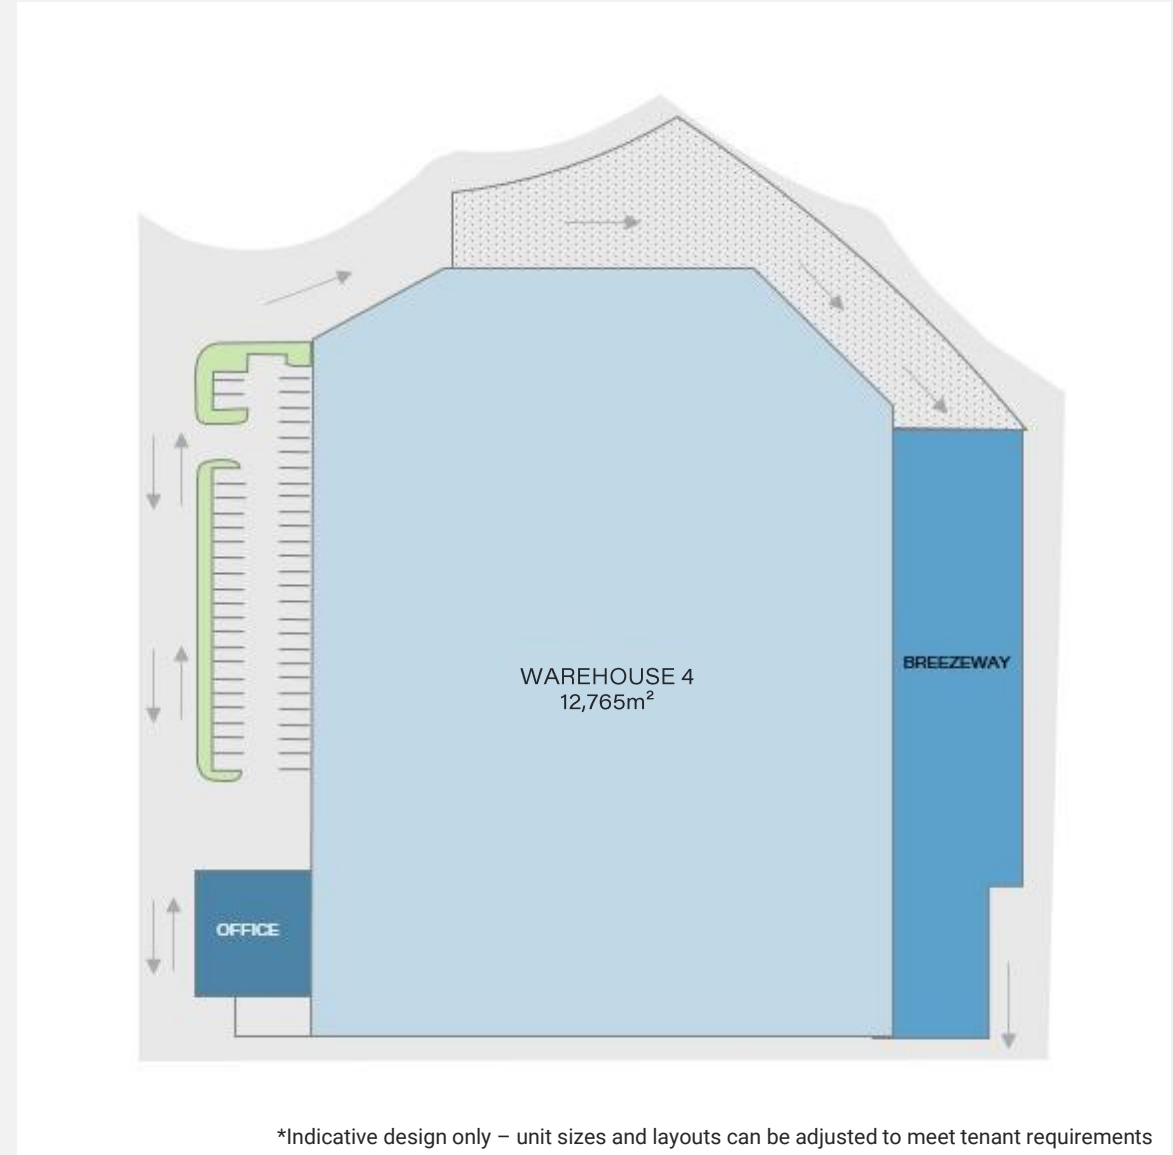 WAREHOUSE 4
12,765m²
BREEZEWAY
OFFICE
*Indicative design only – unit sizes and layouts can be adjusted to meet tenant requirements